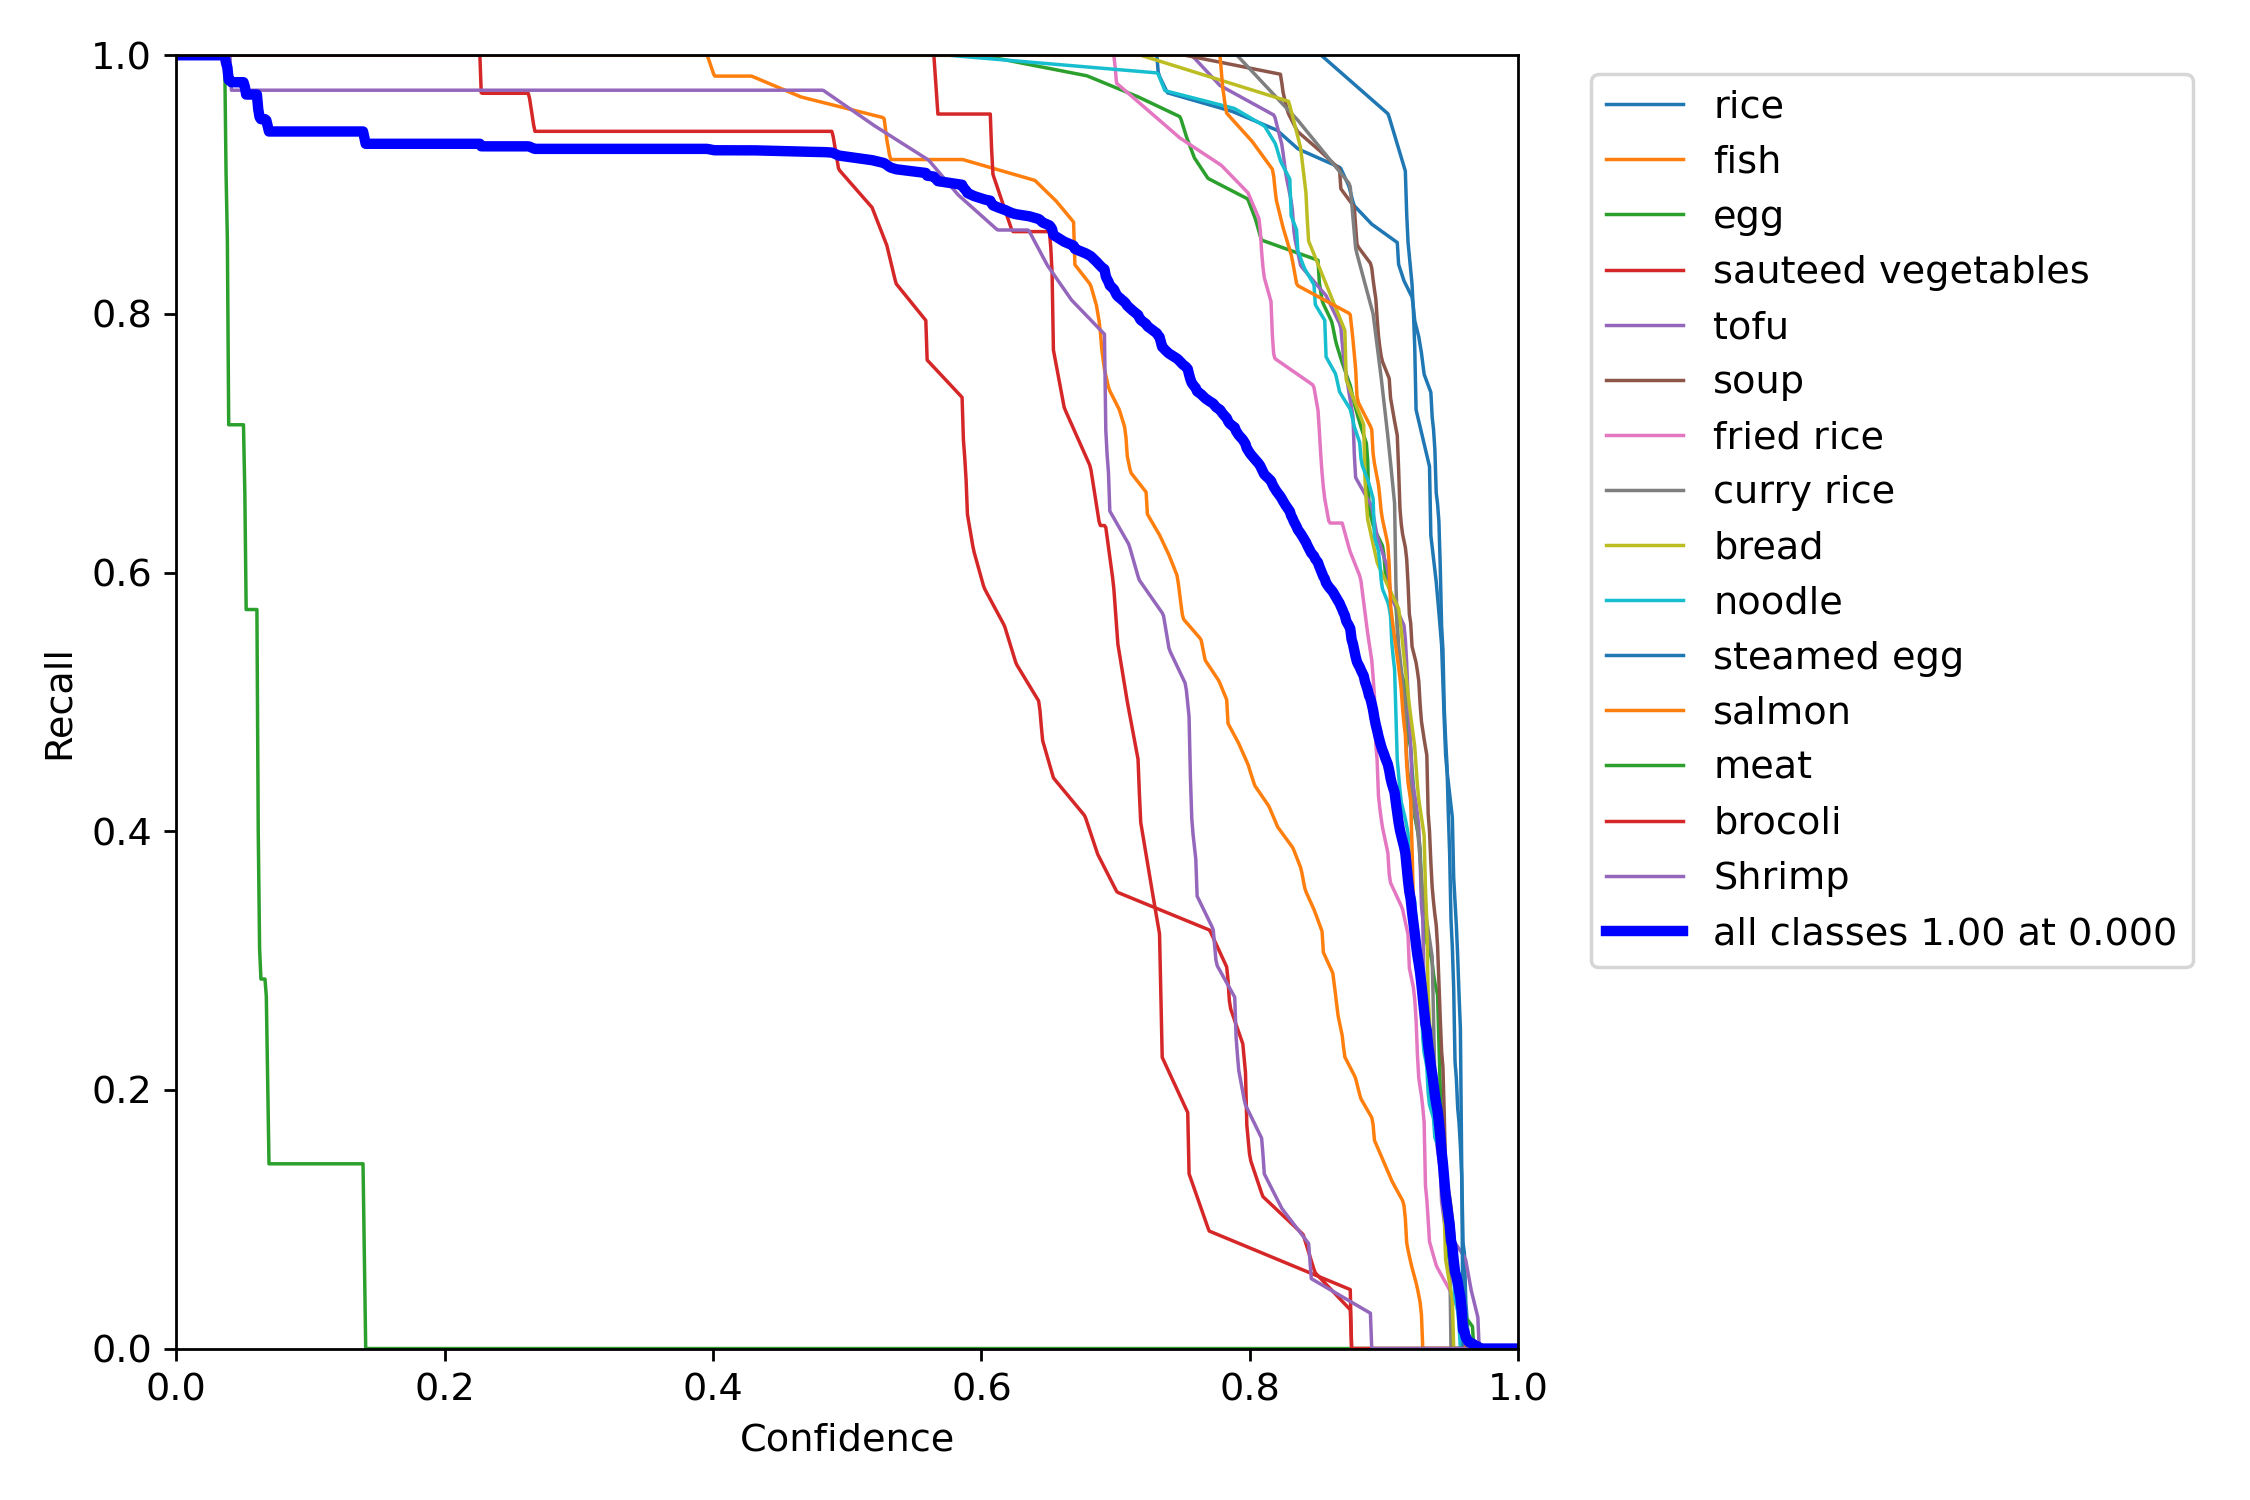 1.0
0.8
0.6
0.4
0.2
0.0
Recall
0.0 0.2 0.4 0.6 0.8 1.0
Confidence
rice
fish
egg
sauteed vegetables
tofu
soup
fried rice
curry rice
bread
noodle
steamed egg
salmon
meat
brocoli
Shrimp
all classes 1.00 at 0.000